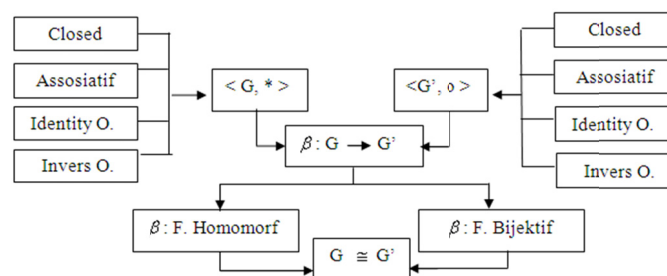 Closed
Assosiatif
Identity O.
Invers O.
< G, * >
<G', o >
Closed
Assosiatif
Identity O.
Invers O.
β : G → G'
β : F. Homomorf
β : F. Bijektif
G ≅ G'